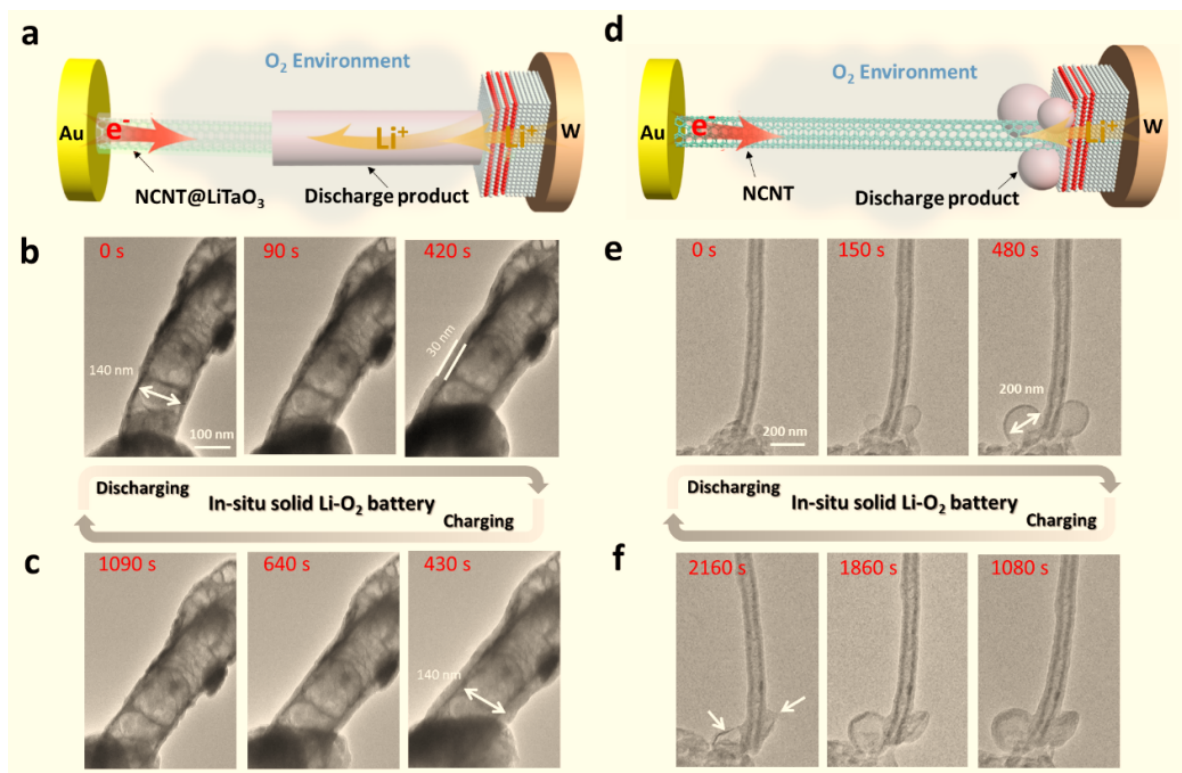 a
O₂ Environment
Au
e⁻
Li⁺
Li⁺
W
NCNT@LiTaO₃
Discharge product
b
0 s
90 s
420 s
140 nm
30 nm
100 nm
Discharging
In-situ solid Li-O₂ battery
Charging
c
1090 s
640 s
430 s
140 nm
d
O₂ Environment
Au
e⁻
Li⁺
W
NCNT
Discharge product
e
0 s
150 s
480 s
200 nm
200 nm
Discharging
In-situ solid Li-O₂ battery
Charging
f
2160 s
1860 s
1080 s